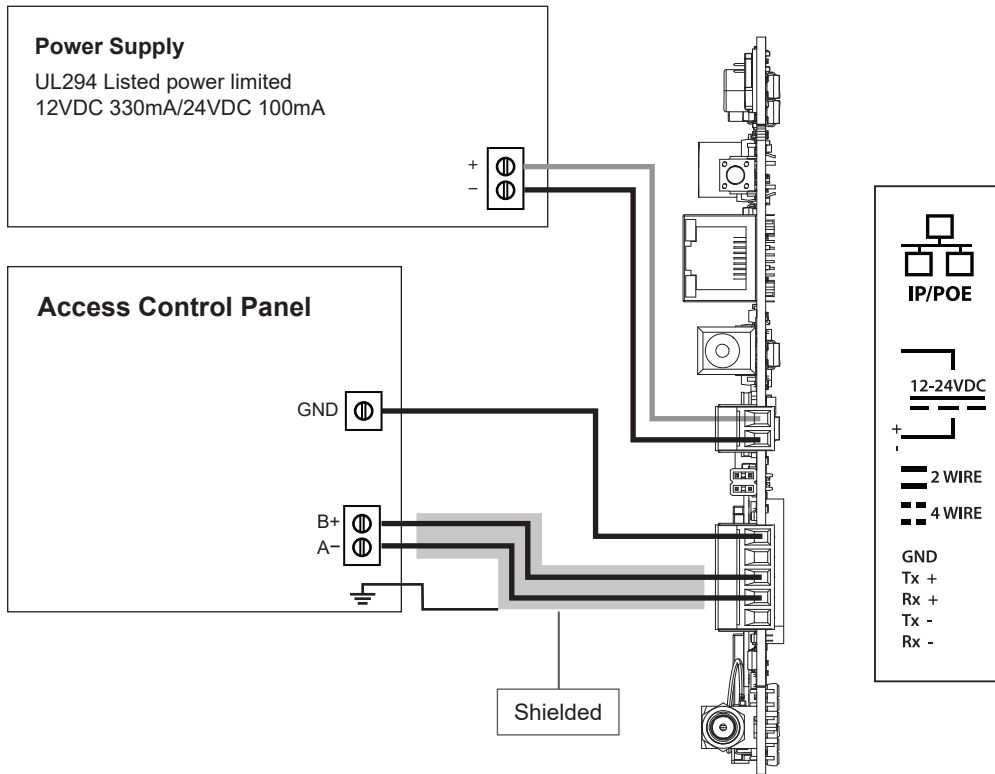 Power Supply
UL294 Listed power limited
12VDC 330mA/24VDC 100mA
+
−
Access Control Panel
GND
B+
A−
Shielded
IP/POE
12-24VDC
+
-
2 WIRE
4 WIRE
GND
Tx +
Rx +
Tx -
Rx -